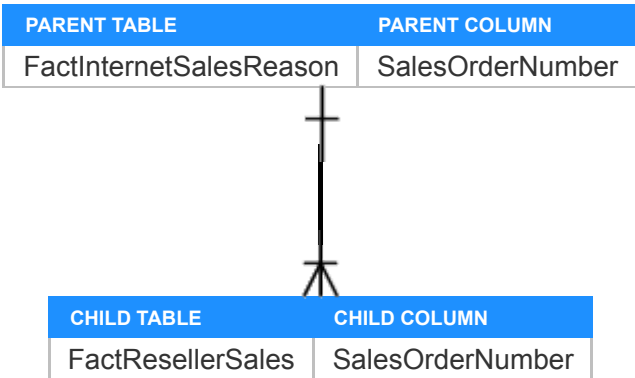 PARENT TABLE PARENT COLUMN
FactInternetSalesReason SalesOrderNumber
CHILD TABLE CHILD COLUMN
FactResellerSales SalesOrderNumber